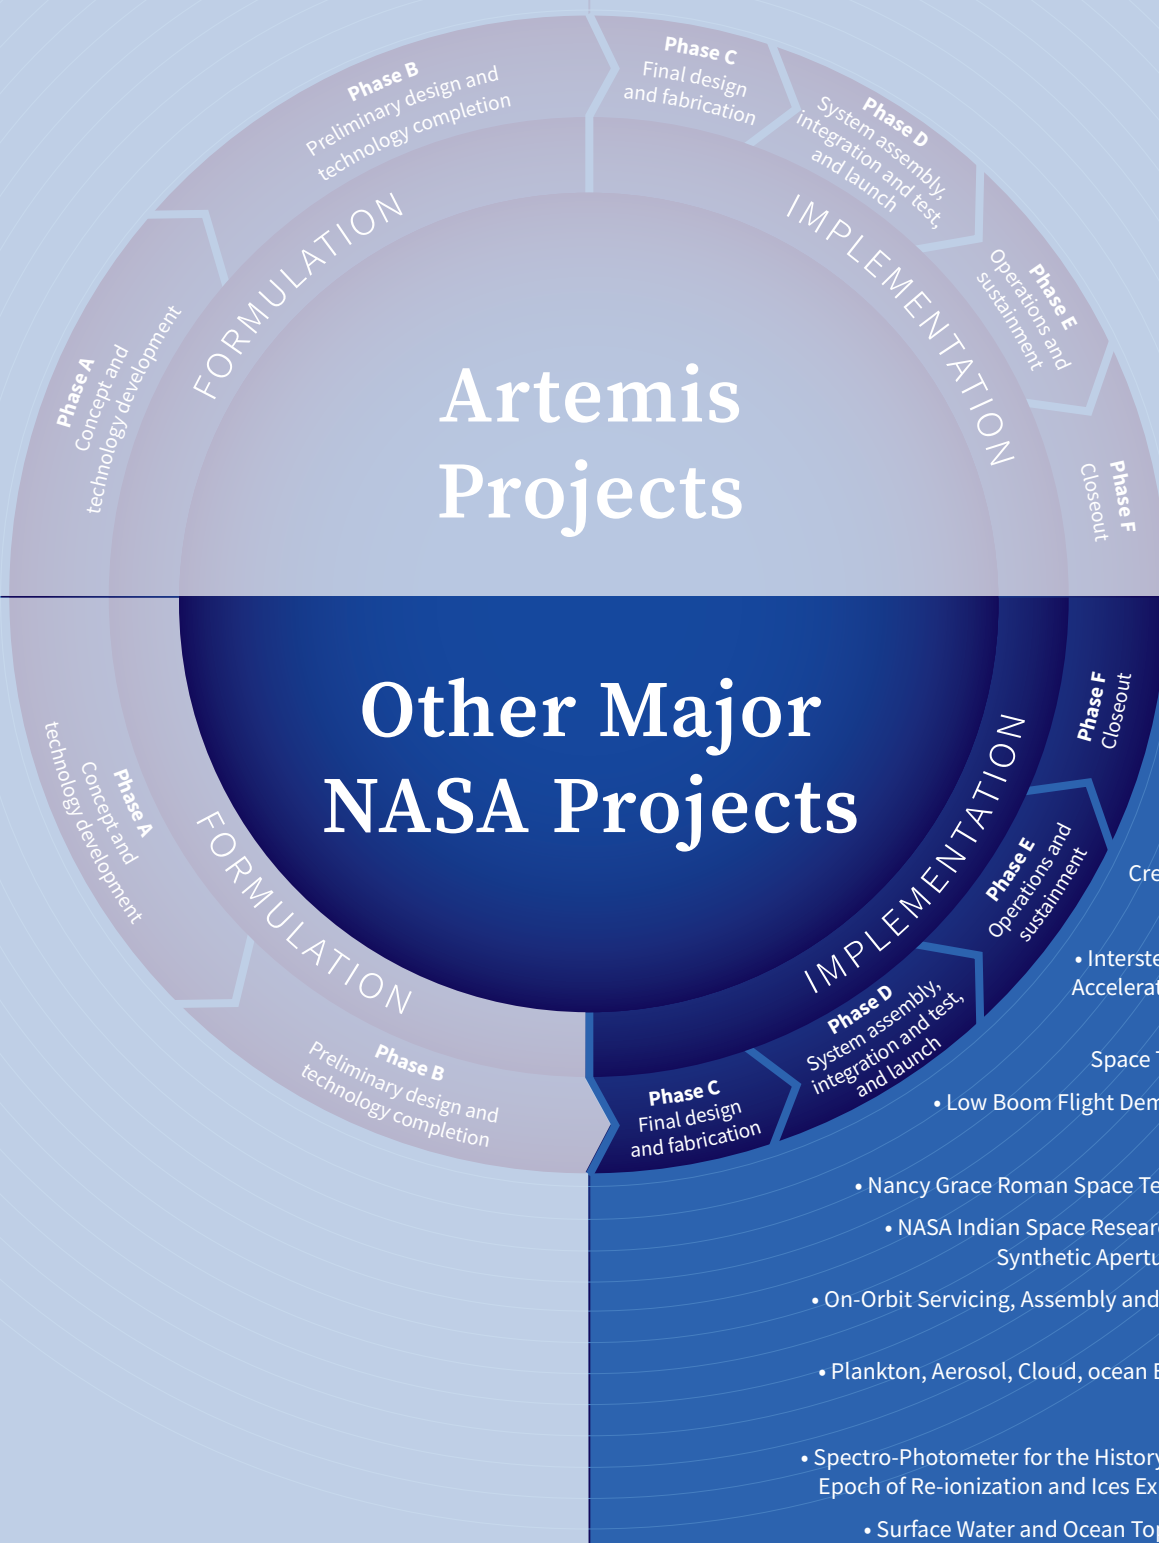 Phase B
Preliminary design and
technology completion
Phase C
Final design
and fabrication
Phase D
System assembly,
integration and test,
and launch
Phase A
Concept and
technology development
FORMULATION
IMPLEMENTATION
Phase E
Operations and
sustainment
Phase F
Closeout
Artemis
Projects
Other Major
NASA Projects
Phase A
Concept and
technology development
FORMULATION
Phase B
Preliminary design and
technology completion
IMPLEMENTATION
Phase F
Closeout
Phase E
Operations and
sustainment
Phase D
System assembly,
integration and test,
and launch
Phase C
Final design
and fabrication
Cre
• Interste
Accelerat
Space T
• Low Boom Flight Dem
• Nancy Grace Roman Space Te
• NASA Indian Space Resear
Synthetic Apertu
• On-Orbit Servicing, Assembly and
• Plankton, Aerosol, Cloud, ocean E
• Spectro-Photometer for the History
Epoch of Re-ionization and Ices Ex
• Surface Water and Ocean Top